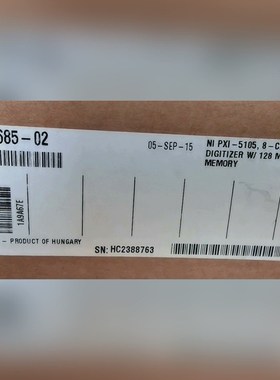 685-02
05-SEP-15
NI PXI-5105, 8-C
DIGITIZER W/ 128 M
MEMORY
1A9A67E
- PRODUCT OF HUNGARY
SN: HC2388763